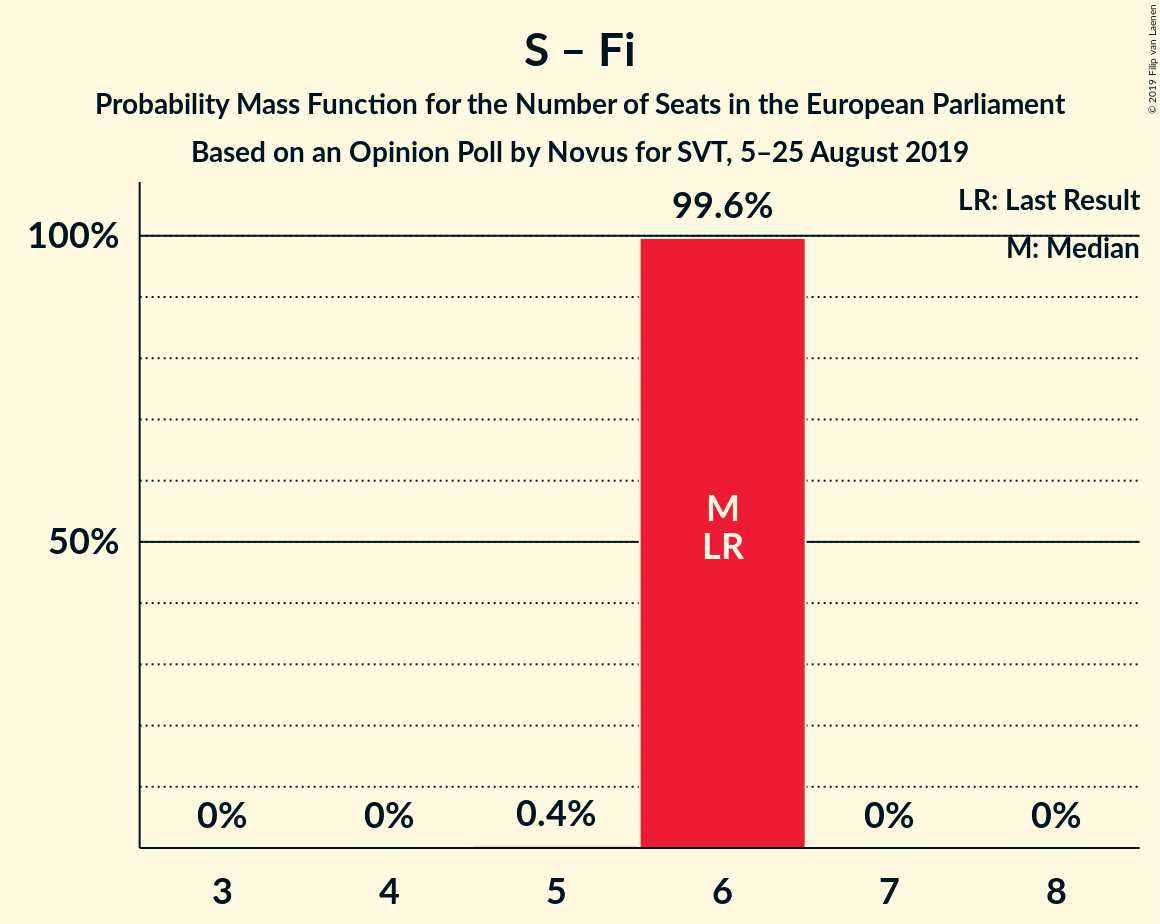 S – Fi
Probability Mass Function for the Number of Seats in the European Parliament
Based on an Opinion Poll by Novus for SVT, 5–25 August 2019
© 2019 Filip van Laenen
LR: Last Result
M: Median
100%
50%
99.6%
M
LR
0%
0%
0.4%
0%
0%
3
4
5
6
7
8